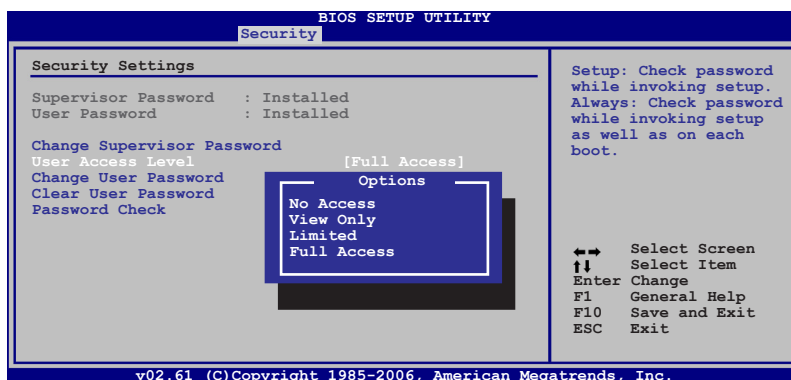 BIOS SETUP UTILITY
Security
Security Settings
Supervisor Password : Installed
User Password : Installed
Change Supervisor Password
User Access Level [Full Access]
Change User Password
Clear User Password
Password Check
Options
No Access
View Only
Limited
Full Access
Setup: Check password
while invoking setup.
Always: Check password
while invoking setup
as well as on each
boot.
←→ Select Screen
↑↓ Select Item
Enter Change
F1 General Help
F10 Save and Exit
ESC Exit
v02.61 (C)Copyright 1985-2006, American Megatrends, Inc.